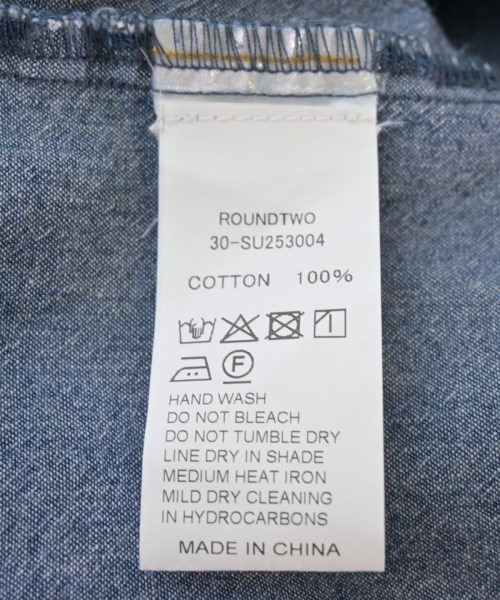 ROUNDTWO
30-SU253004
COTTON 100%
F
HAND WASH
DO NOT BLEACH
DO NOT TUMBLE DRY
LINE DRY IN SHADE
MEDIUM HEAT IRON
MILD DRY CLEANING
IN HYDROCARBONS
MADE IN CHINA